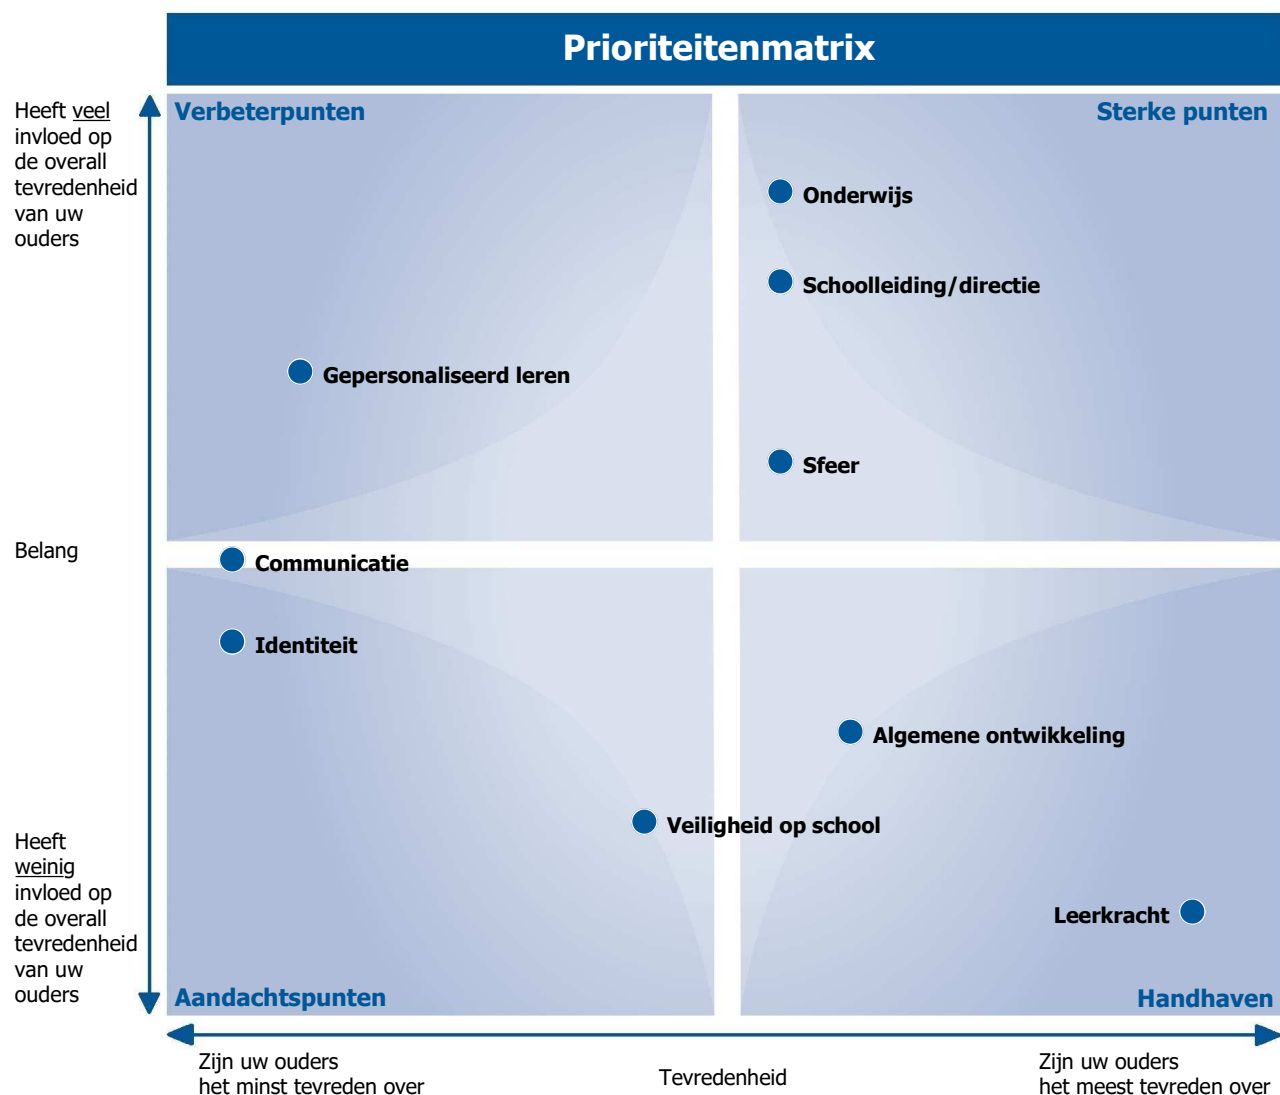 Prioriteitenmatrix
Heeft veel
invloed op
de overall
tevredenheid
van uw
ouders
Verbeterpunten
Sterke punten
Onderwijs
Schoolleiding/directie
Gepersonaliseerd leren
Sfeer
Belang
Communicatie
Identiteit
Algemene ontwikkeling
Veiligheid op school
Leerkracht
Heeft
weinig
invloed op
de overall
tevredenheid
van uw
ouders
Aandachtspunten
Handhaven
Zijn uw ouders
het minst tevreden over
Tevredenheid
Zijn uw ouders
het meest tevreden over